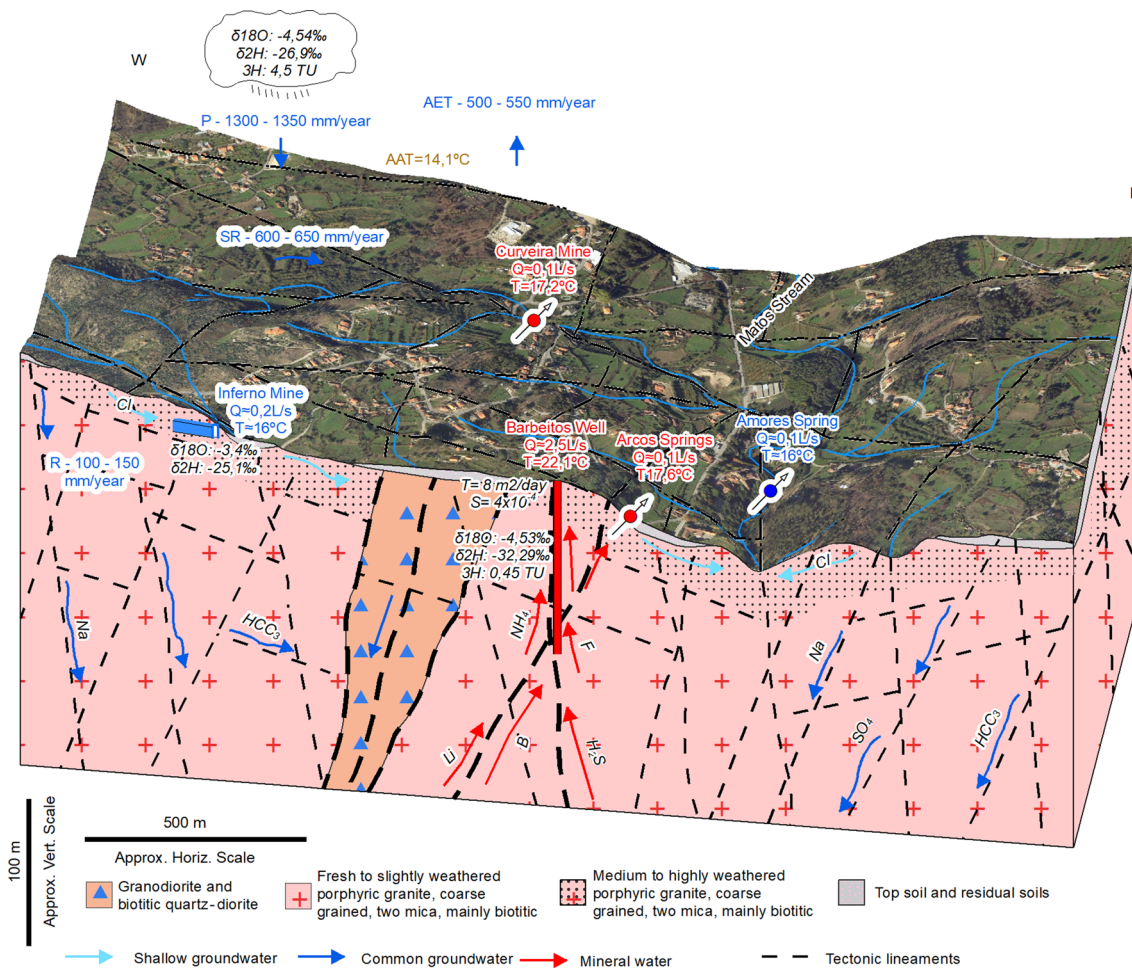 δ18O: -4,54‰
δ2H: -26,9‰
3H: 4,5 TU
W
P - 1300 - 1350 mm/year
AET - 500 - 550 mm/year
AAT=14,1ºC
SR - 600 - 650 mm/year
Curveira Mine
Q≈0,1L/s
T=17,2ºC
Matos Stream
Inferno Mine
Q≈0,2L/s
T≈16ºC
Cl
δ18O: -3,4‰
δ2H: -25,1‰
R - 100 - 150
mm/year
Barbeitos Well
Q=2,5L/s
T=22,1ºC
Arcos Springs
Q≈0,1L/s
T17,6ºC
Amores Spring
Q≈0,1L/s
T≈16ºC
T= 8 m2/day
S= 4x10-4
δ18O: -4,53‰
δ2H: -32,29‰
3H: 0,45 TU
Cl
Na
HCC3
NH4
F
Li
B
H2S
Na
SO4
HCC3
100 m
Approx. Vert. Scale
500 m
Approx. Horiz. Scale
Granodiorite and
biotitic quartz-diorite
Fresh to slightly weathered
porphyric granite, coarse
grained, two mica, mainly biotitic
Medium to highly weathered
porphyric granite, coarse
grained, two mica, mainly biotitic
Top soil and residual soils
Shallow groundwater
Common groundwater
Mineral water
Tectonic lineaments